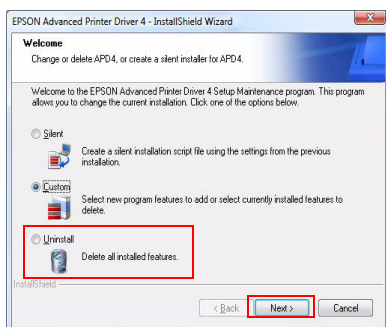 EPSON Advanced Printer Driver 4 - InstallShield Wizard
Welcome
Change or delete APD4, or create a silent installer for APD4.
Welcome to the EPSON Advanced Printer Driver 4 Setup Maintenance program. This program
allows you to change the current installation. Click one of the options below.
Silent
Create a silent installation script file using the settings from the previous
installation.
Custom
Select new program features to add or select currently installed features to
delete.
Uninstall
Delete all installed features.
InstallShield
< Back
Next >
Cancel